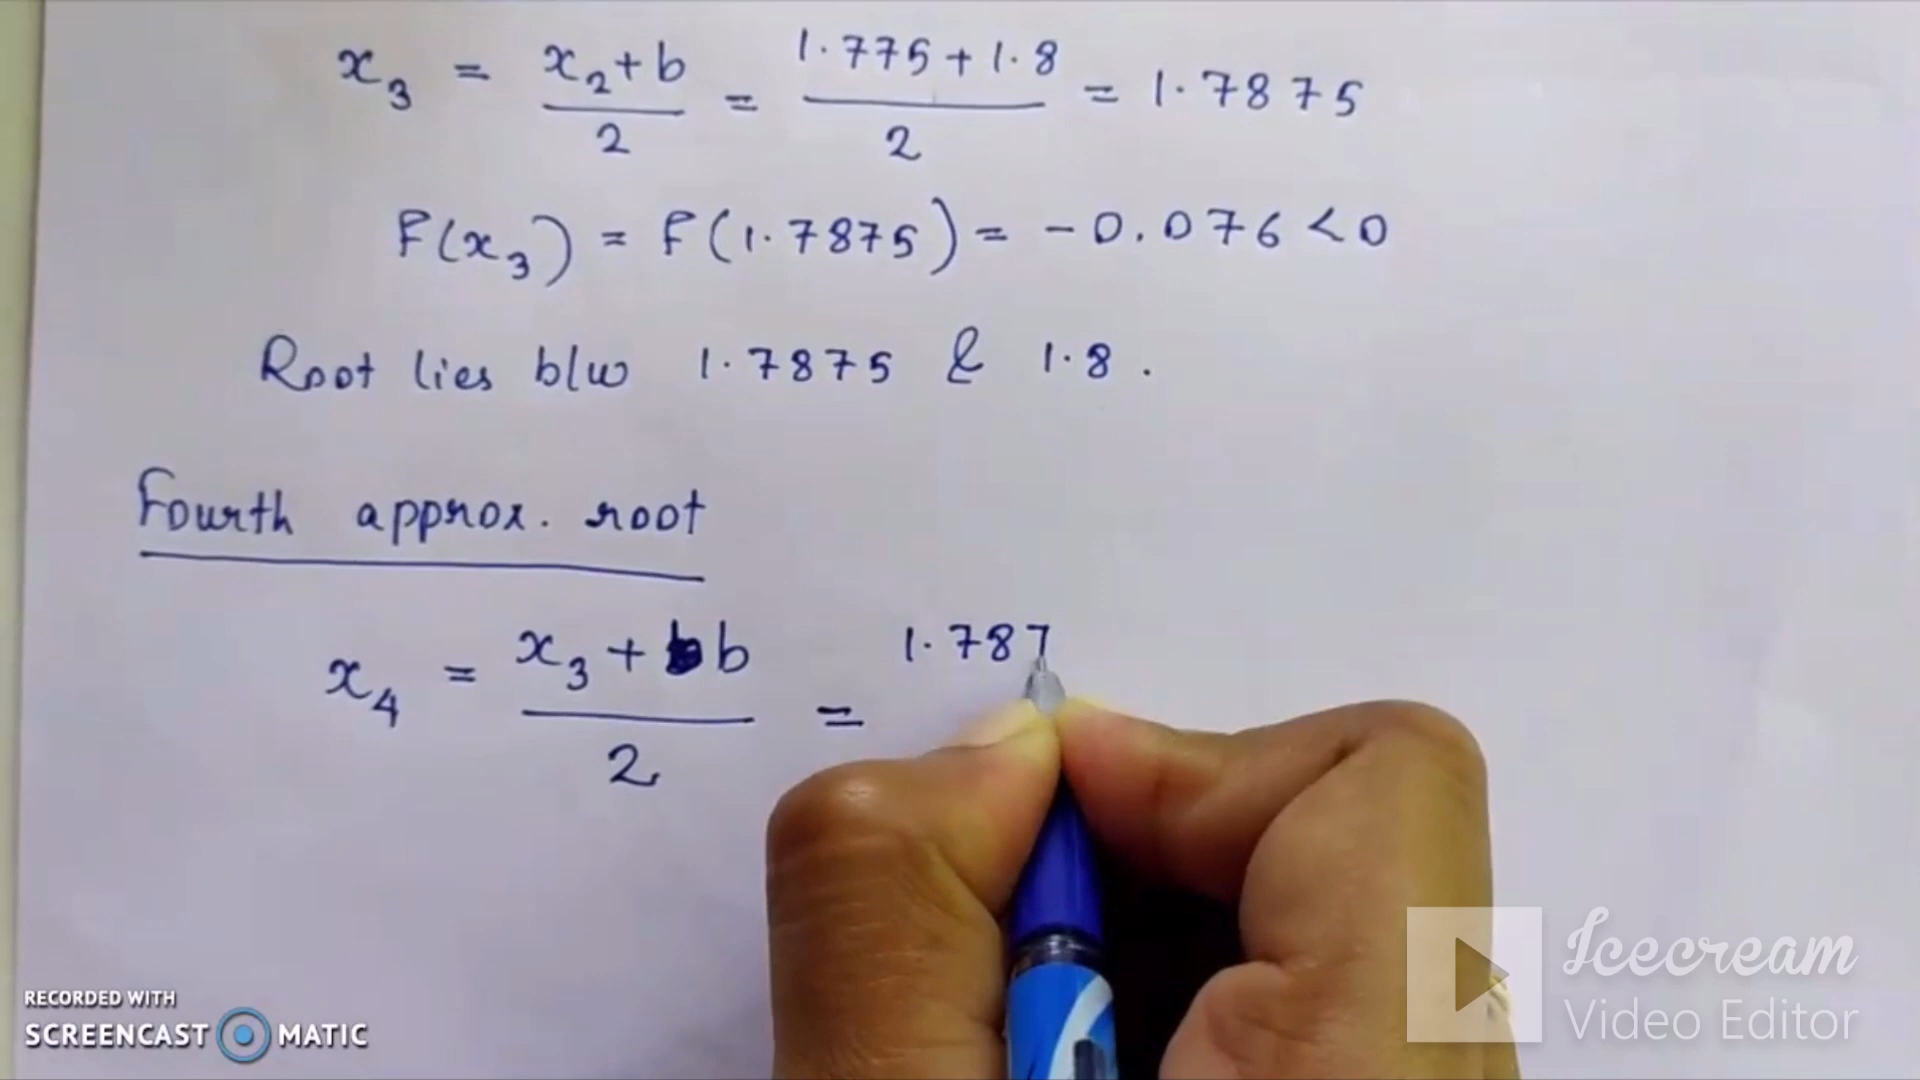 x₃ = x₂+b/2 = 1.775+1.8/2 = 1.7875
F(x₃) = F(1.7875) = -0.076<0
Root lies b/w 1.7875 & 1.8.
Fourth approx. root
x₄ = x₃+b/2 = 1.787
RECORDED WITH
SCREENCAST MATIC
Icecream
Video Editor